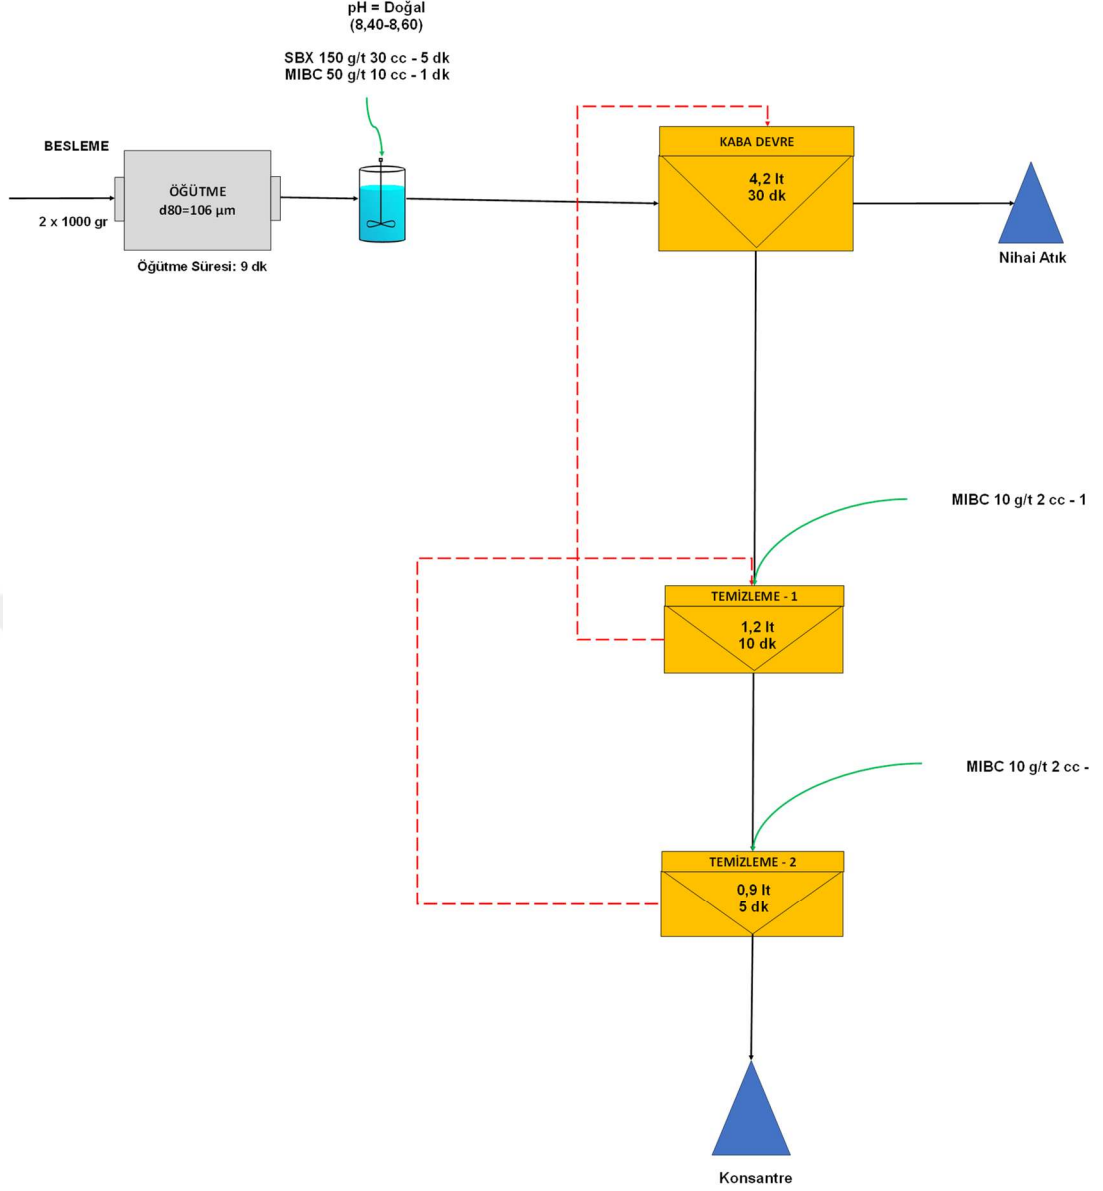 pH = Doğal
(8,40-8,60)
SBX 150 g/t 30 cc - 5 dk
MIBC 50 g/t 10 cc - 1 dk
BESLEME
2 x 1000 gr
ÖĞÜTME
d80=106 µm
Öğütme Süresi: 9 dk
KABA DEVRE
4,2 lt
30 dk
Nihai Atık
MIBC 10 g/t 2 cc - 1
TEMİZLEME - 1
1,2 lt
10 dk
MIBC 10 g/t 2 cc -
TEMİZLEME - 2
0,9 lt
5 dk
Konsantre